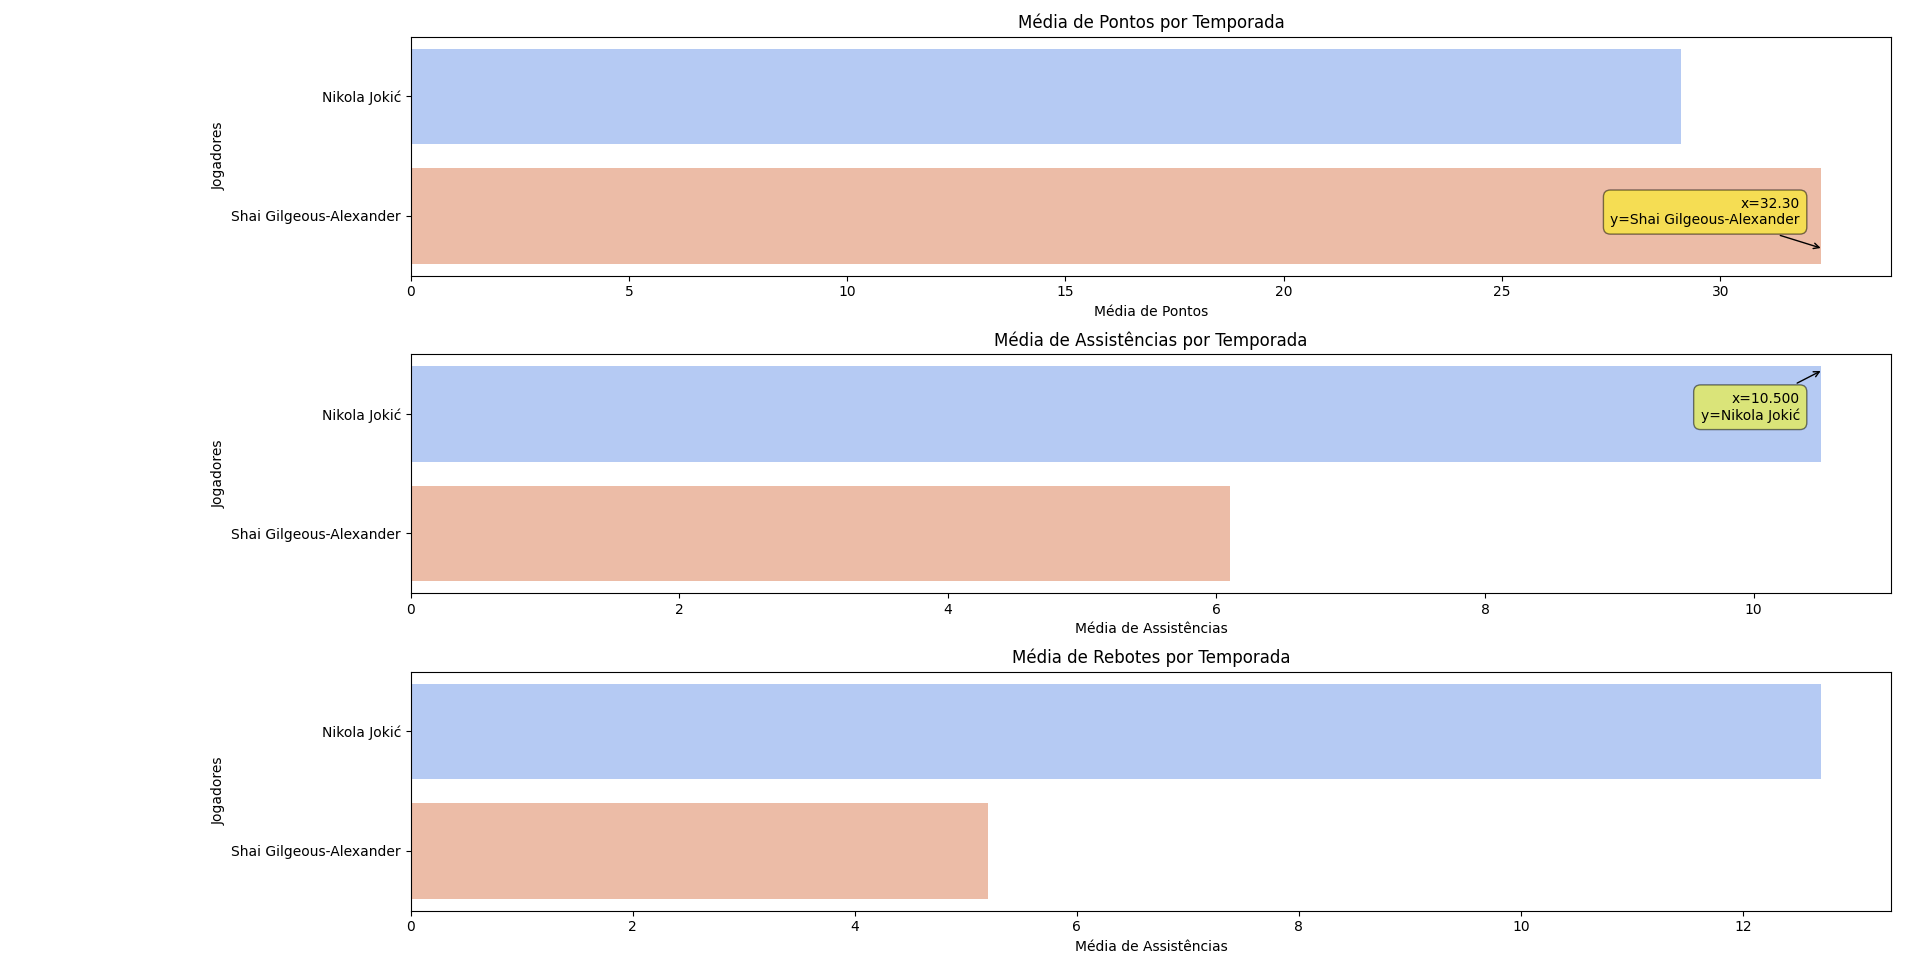 Média de Pontos por Temporada
Jogadores
Nikola Jokić
Shai Gilgeous-Alexander
x=32.30
y=Shai Gilgeous-Alexander
0 5 10 15 20 25 30
Média de Pontos
Média de Assistências por Temporada
Jogadores
Nikola Jokić
x=10.500
y=Nikola Jokić
Shai Gilgeous-Alexander
0 2 4 6 8 10
Média de Assistências
Média de Rebotes por Temporada
Jogadores
Nikola Jokić
Shai Gilgeous-Alexander
0 2 4 6 8 10 12
Média de Assistências